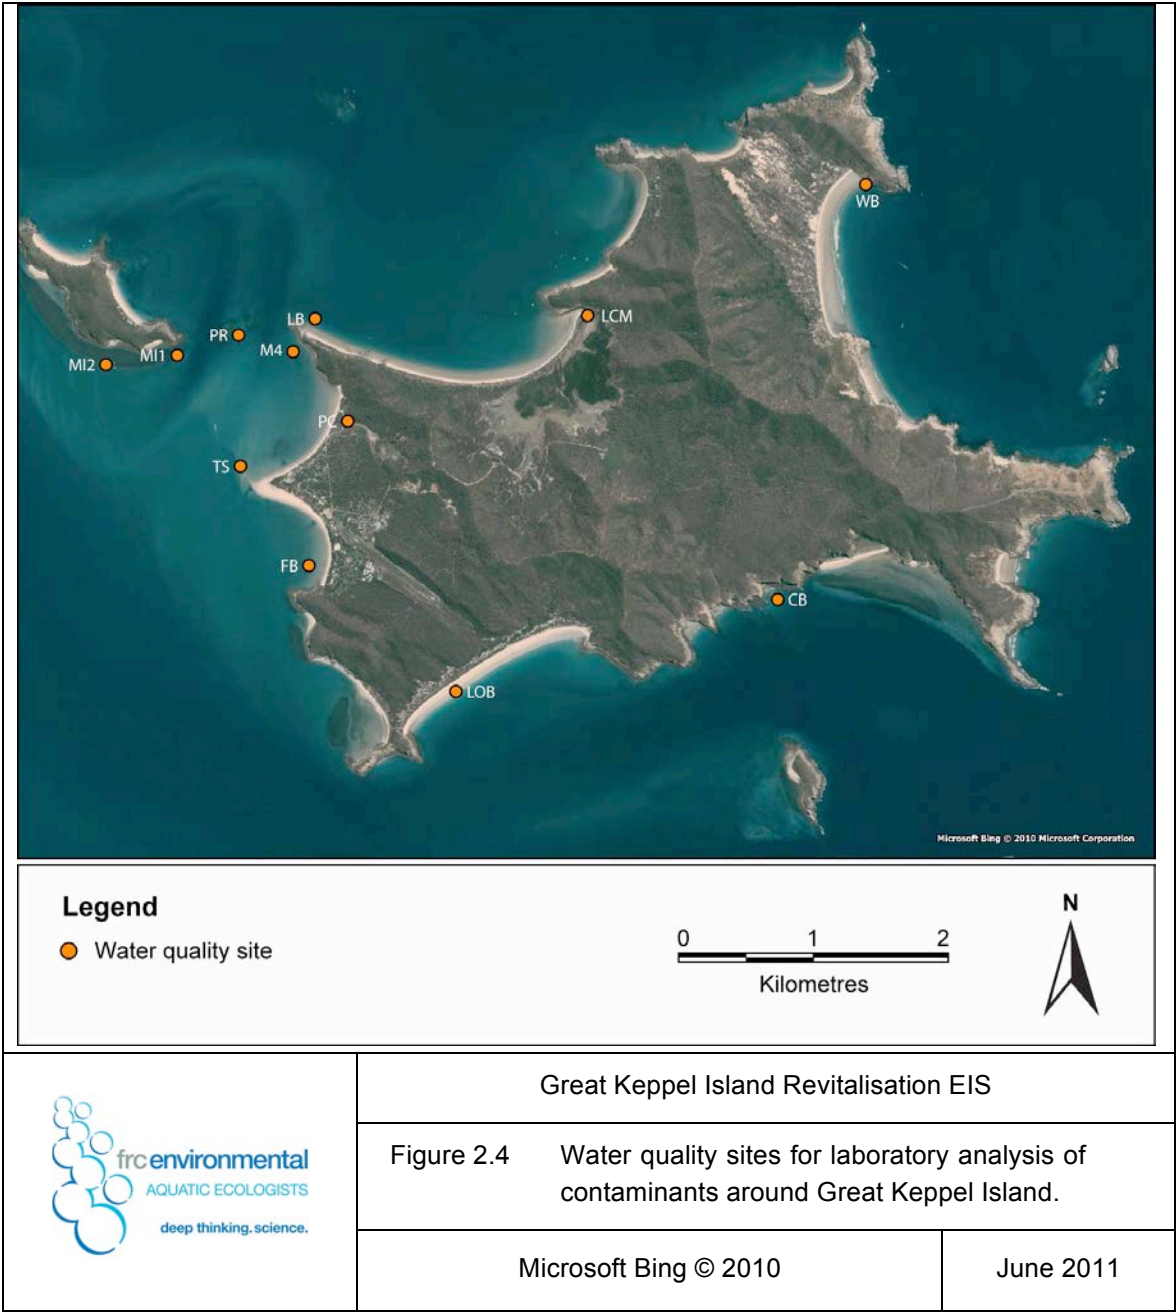 WB
LB
LCM
PR
M4
MI1
MI2
PC
TS
FB
CB
LOB
Microsoft Bing © 2010 Microsoft Corporation
Legend
Water quality site
0 1 2
Kilometres
N
frcenvironmental
AQUATIC ECOLOGISTS
deep thinking. science.
Great Keppel Island Revitalisation EIS
Figure 2.4 Water quality sites for laboratory analysis of
contaminants around Great Keppel Island.
Microsoft Bing © 2010
June 2011